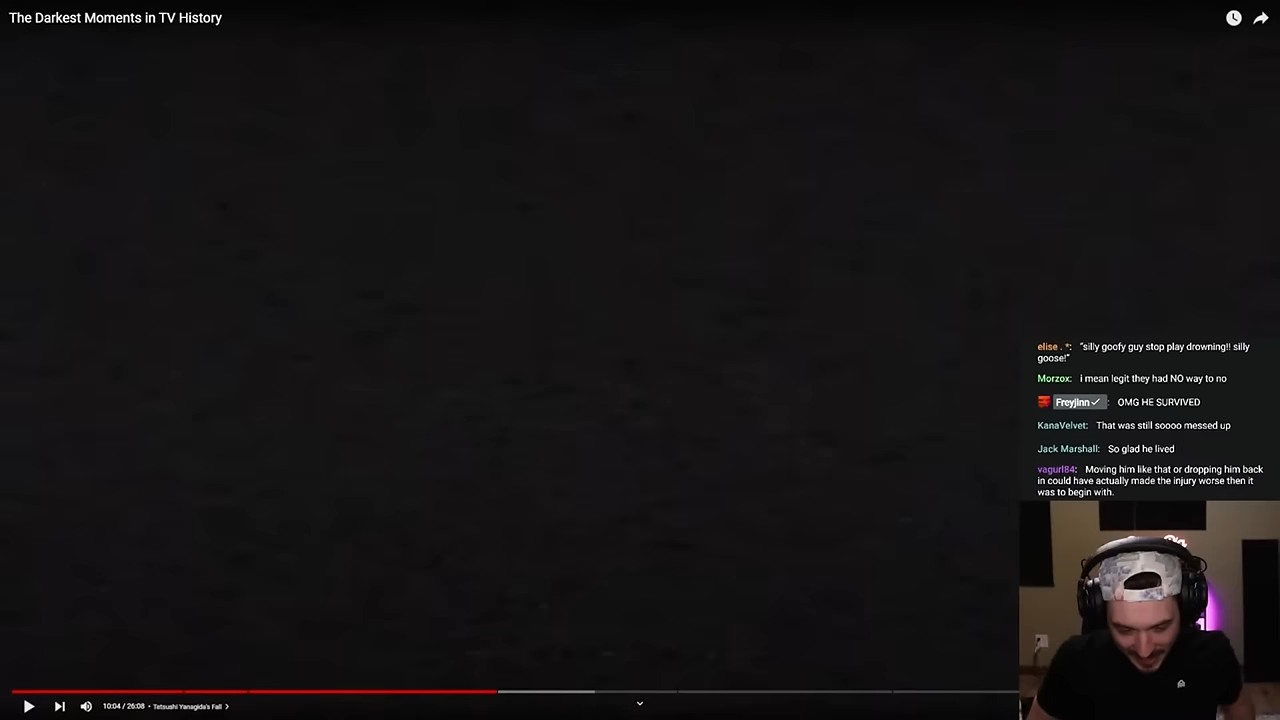 The Darkest Moments in TV History
elise . *: "silly goofy guy stop play drowning!! silly
goose!"
Morzox: i mean legit they had NO way to no
Freyjinn ✓: OMG HE SURVIVED
KanaVelvet: That was still soooo messed up
Jack Marshall: So glad he lived
vagurl84: Moving him like that or dropping him back
in could have actually made the injury worse then it
was to begin with.
10:04 / 26:08 • Tetsushi Yanagida's Fall >